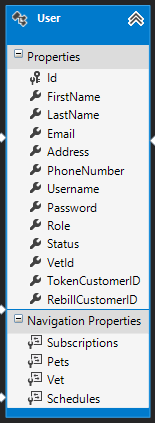 User
Properties
Id
FirstName
LastName
Email
Address
PhoneNumber
Username
Password
Role
Status
VetId
TokenCustomerID
RebillCustomerID
Navigation Properties
Subscriptions
Pets
Vet
Schedules